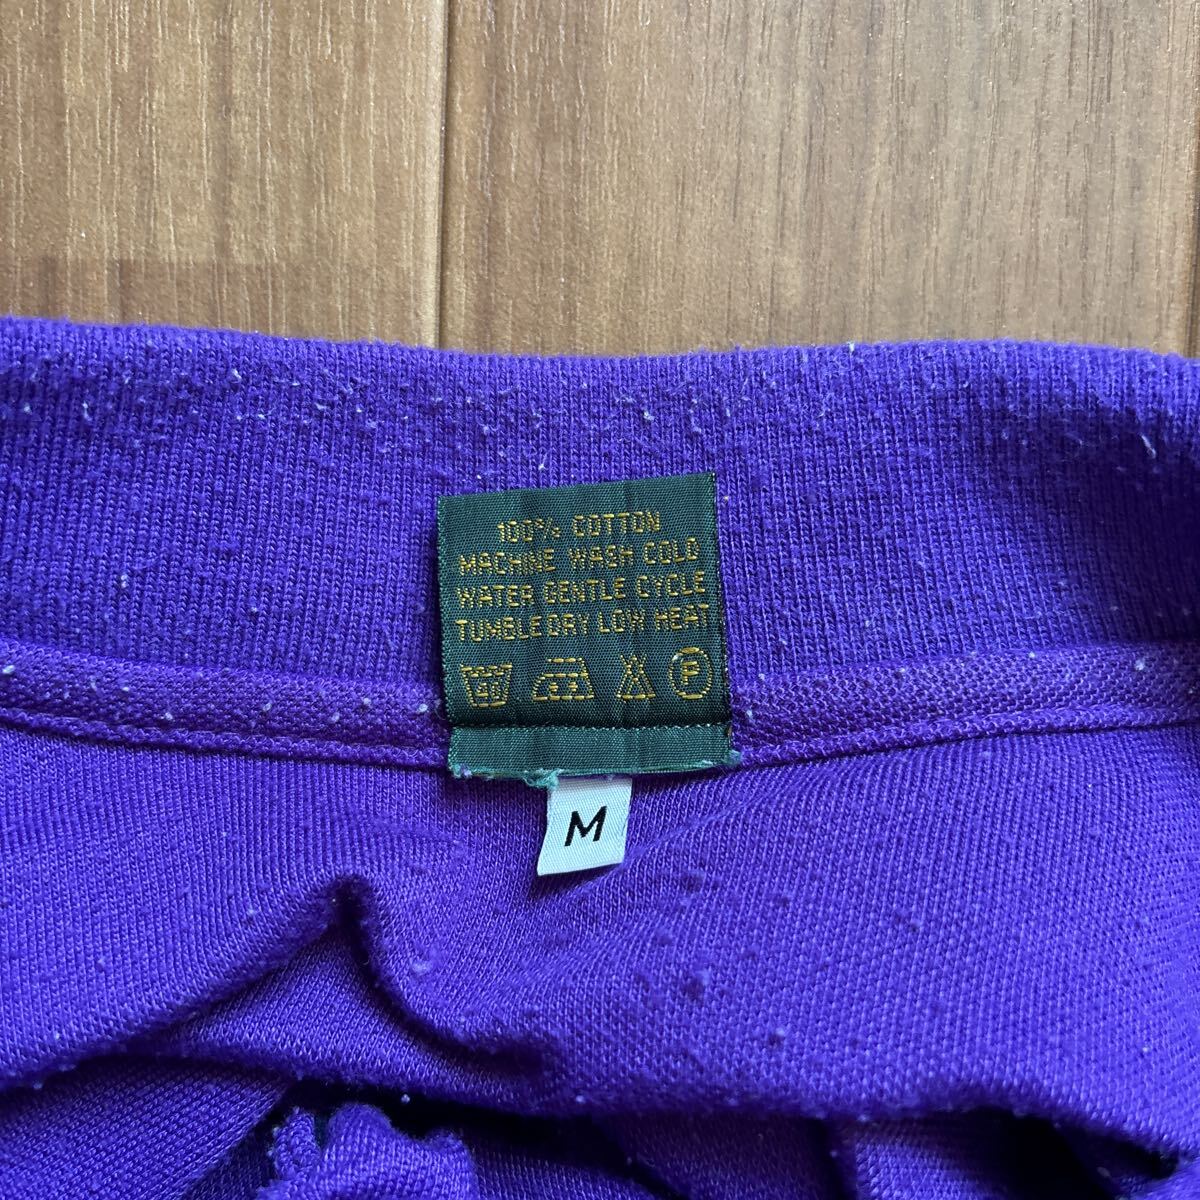 100% COTTON
MACHINE WASH COLD
WATER GENTLE CYCLE
TUMBLE DRY LOW HEAT
P
M